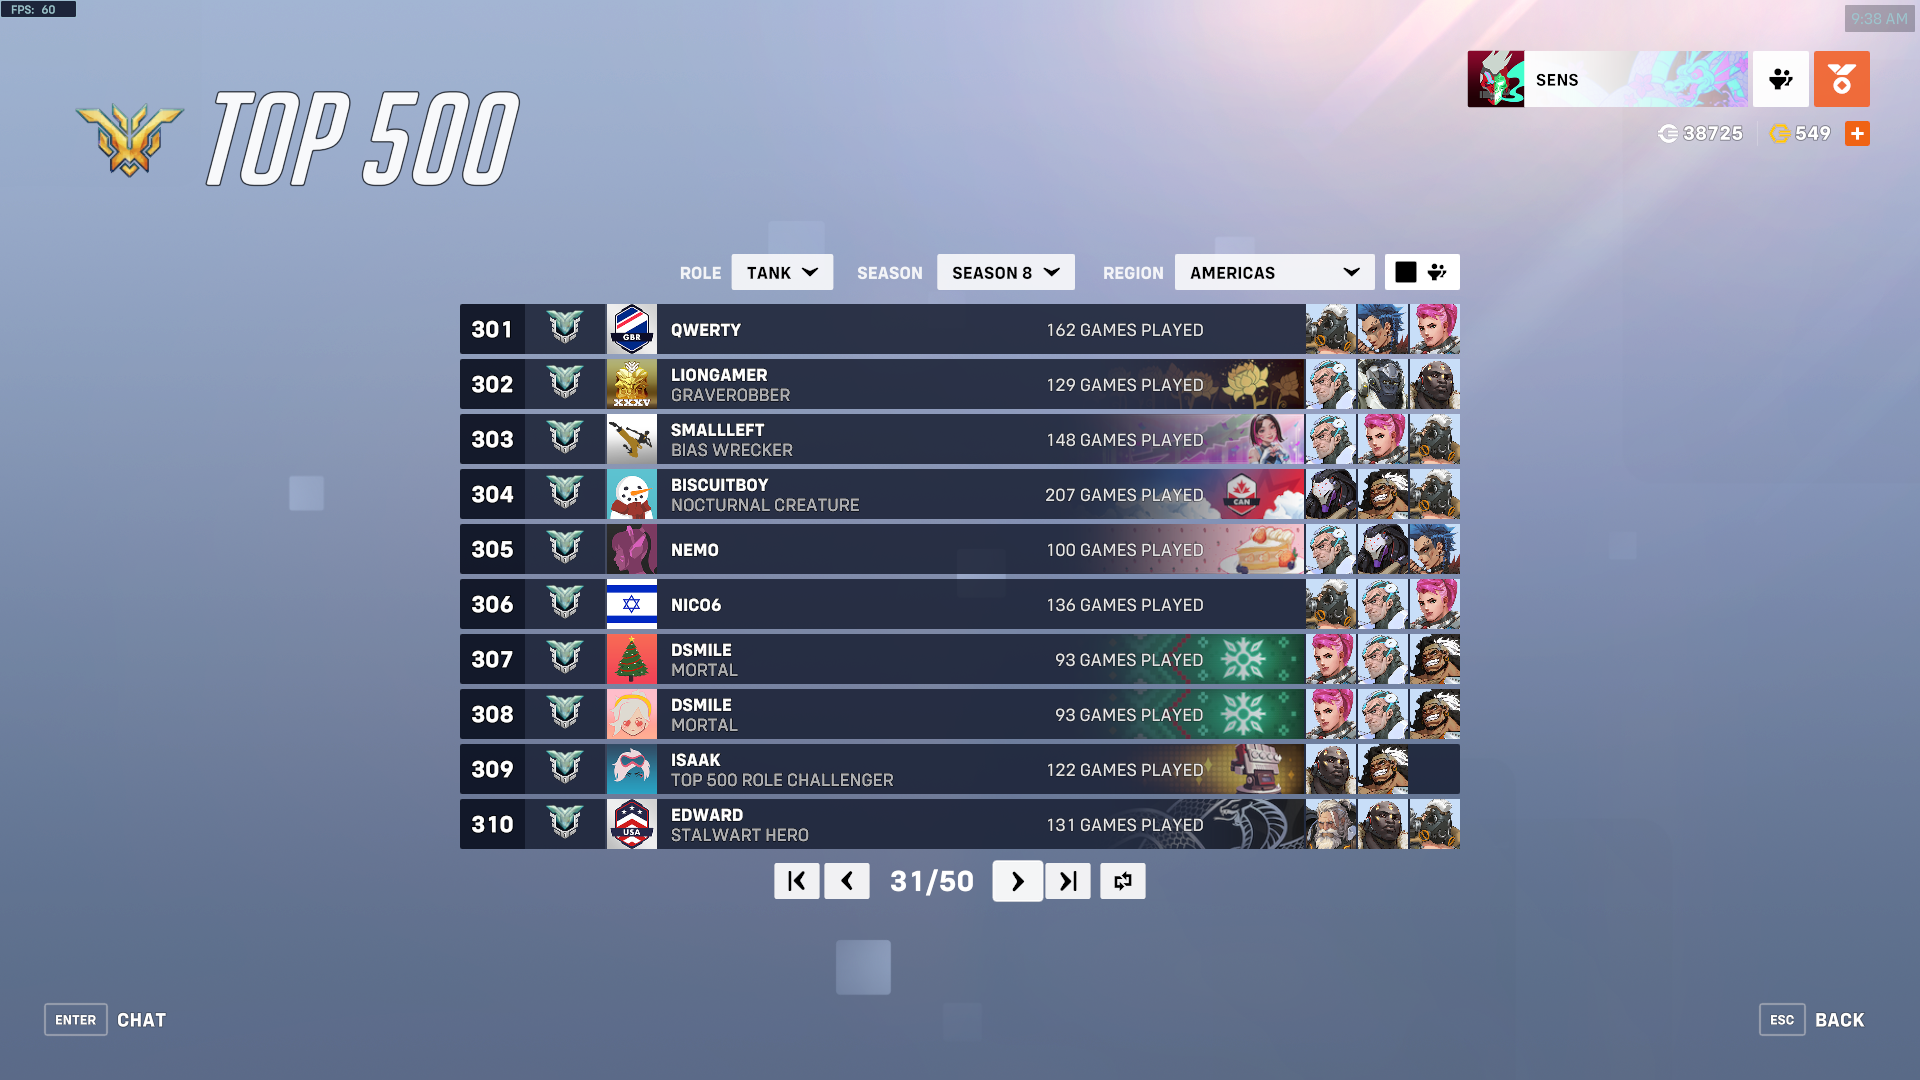 FPS: 60
9:38 AM
TOP 500
SENS
38725
549
ROLE TANK SEASON SEASON 8 REGION AMERICAS
301 GBR QWERTY 162 GAMES PLAYED
302 XXXV LIONGAMER 129 GAMES PLAYED
GRAVEROBBER
303 SMALLLEFT 148 GAMES PLAYED
BIAS WRECKER
304 BISCUITBOY 207 GAMES PLAYED CAN
NOCTURNAL CREATURE
305 NEMO 100 GAMES PLAYED
306 NICO6 136 GAMES PLAYED
307 DSMILE 93 GAMES PLAYED
MORTAL
308 DSMILE 93 GAMES PLAYED
MORTAL
309 ISAAK 122 GAMES PLAYED
TOP 500 ROLE CHALLENGER
310 USA EDWARD 131 GAMES PLAYED
STALWART HERO
31/50
ENTER CHAT
ESC BACK